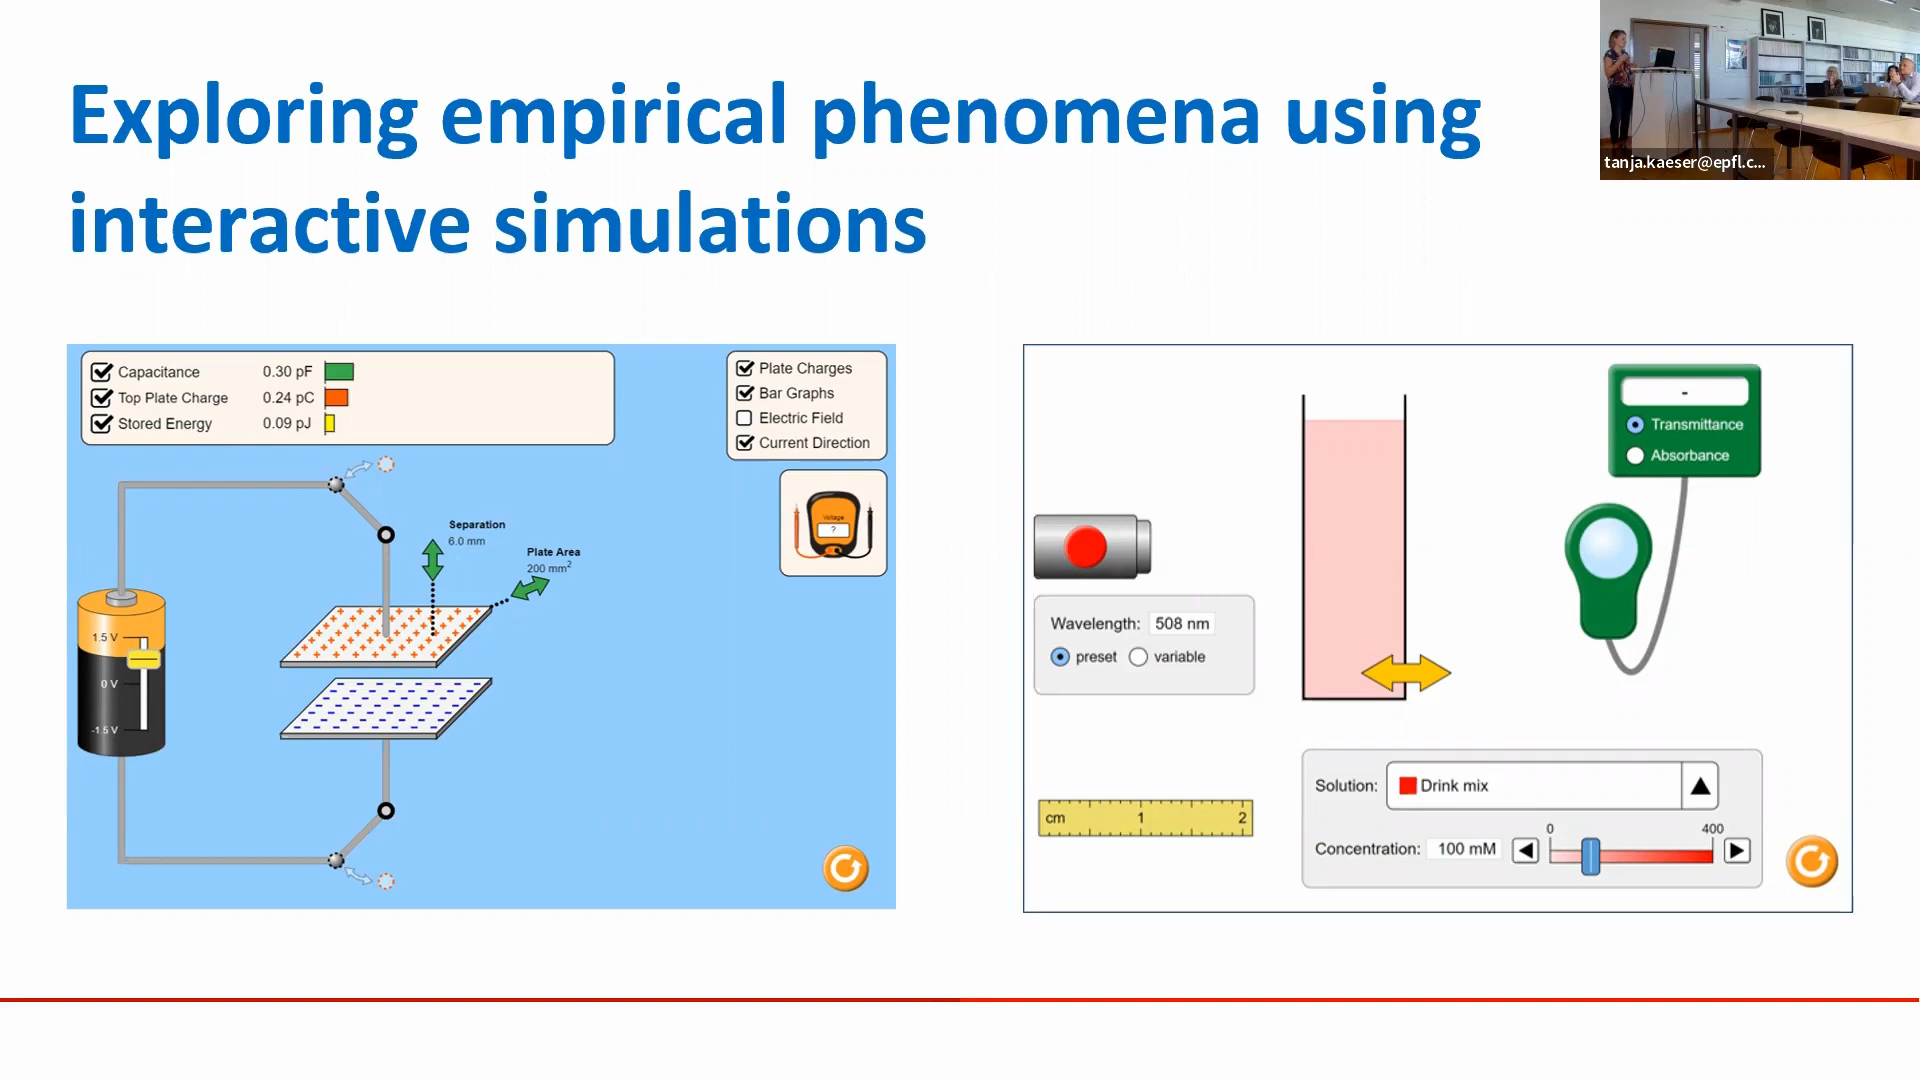 Exploring empirical phenomena using
interactive simulations
tanja.kaeser@epfl.c...
Capacitance 0.30 pF
Top Plate Charge 0.24 pC
Stored Energy 0.09 pJ
Plate Charges
Bar Graphs
Electric Field
Current Direction
Voltage
?
Separation
6.0 mm
Plate Area
200 mm²
1.5 V
0 V
-1.5 V
-
Transmittance
Absorbance
Wavelength: 508 nm
preset variable
cm 1 2
Solution: Drink mix
0 400
Concentration: 100 mM